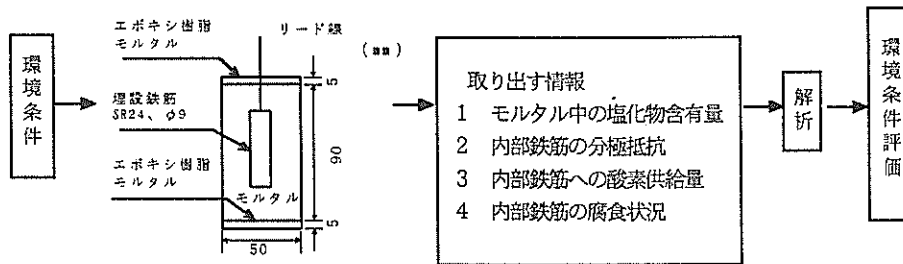 環境条件
エポキシ樹脂
モルタル
リード線
(mm)
埋設鉄筋
SR24、φ9
エポキシ樹脂
モルタル
モルタル
5
90
5
50
取り出す情報
1 モルタル中の塩化物含有量
2 内部鉄筋の分極抵抗
3 内部鉄筋への酸素供給量
4 内部鉄筋の腐食状況
解析
環境条件評価